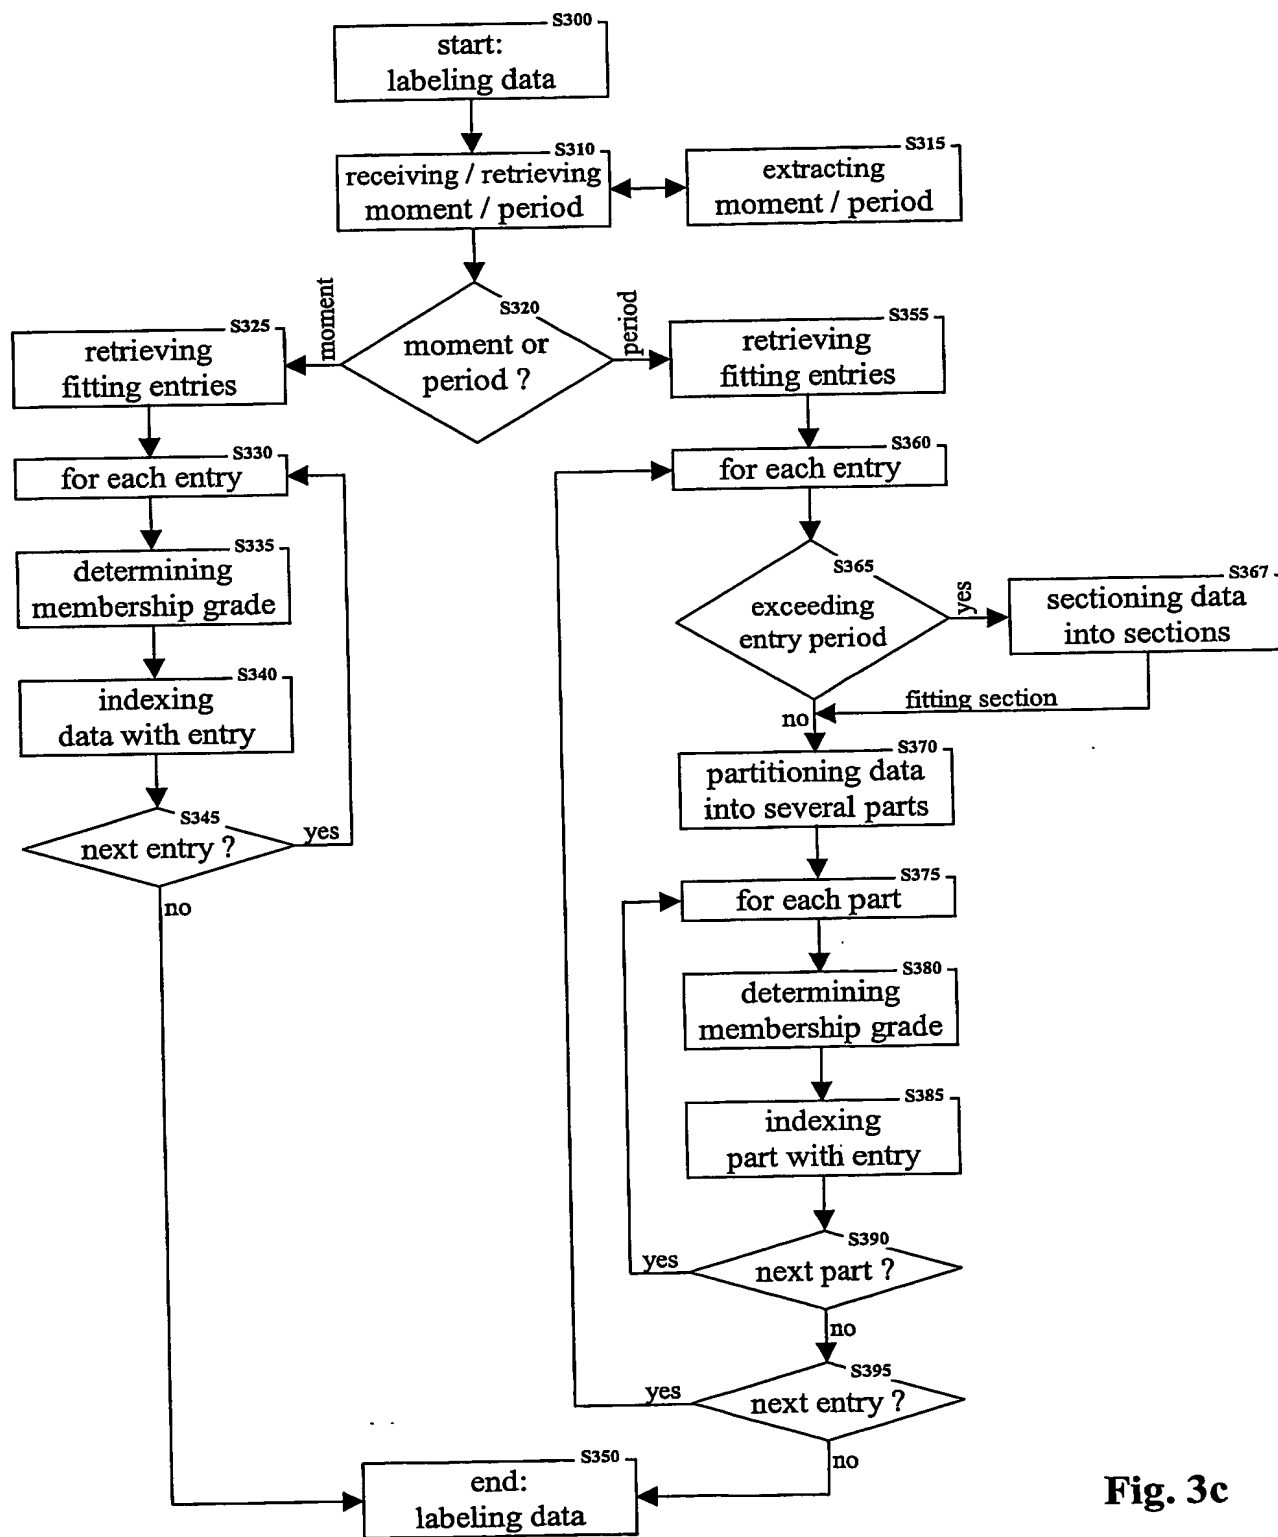 S300
start:
labeling data
S310
receiving / retrieving
moment / period
S315
extracting
moment / period
S320
moment or
period ?
moment
period
S325
retrieving
fitting entries
S330
for each entry
S335
determining
membership grade
S340
indexing
data with entry
S345
next entry ?
yes
no
S355
retrieving
fitting entries
S360
for each entry
S365
exceeding
entry period
yes
S367
sectioning data
into sections
fitting section
no
S370
partitioning data
into several parts
S375
for each part
S380
determining
membership grade
S385
indexing
part with entry
S390
next part ?
yes
no
S395
next entry ?
yes
no
S350
end:
labeling data
Fig. 3c